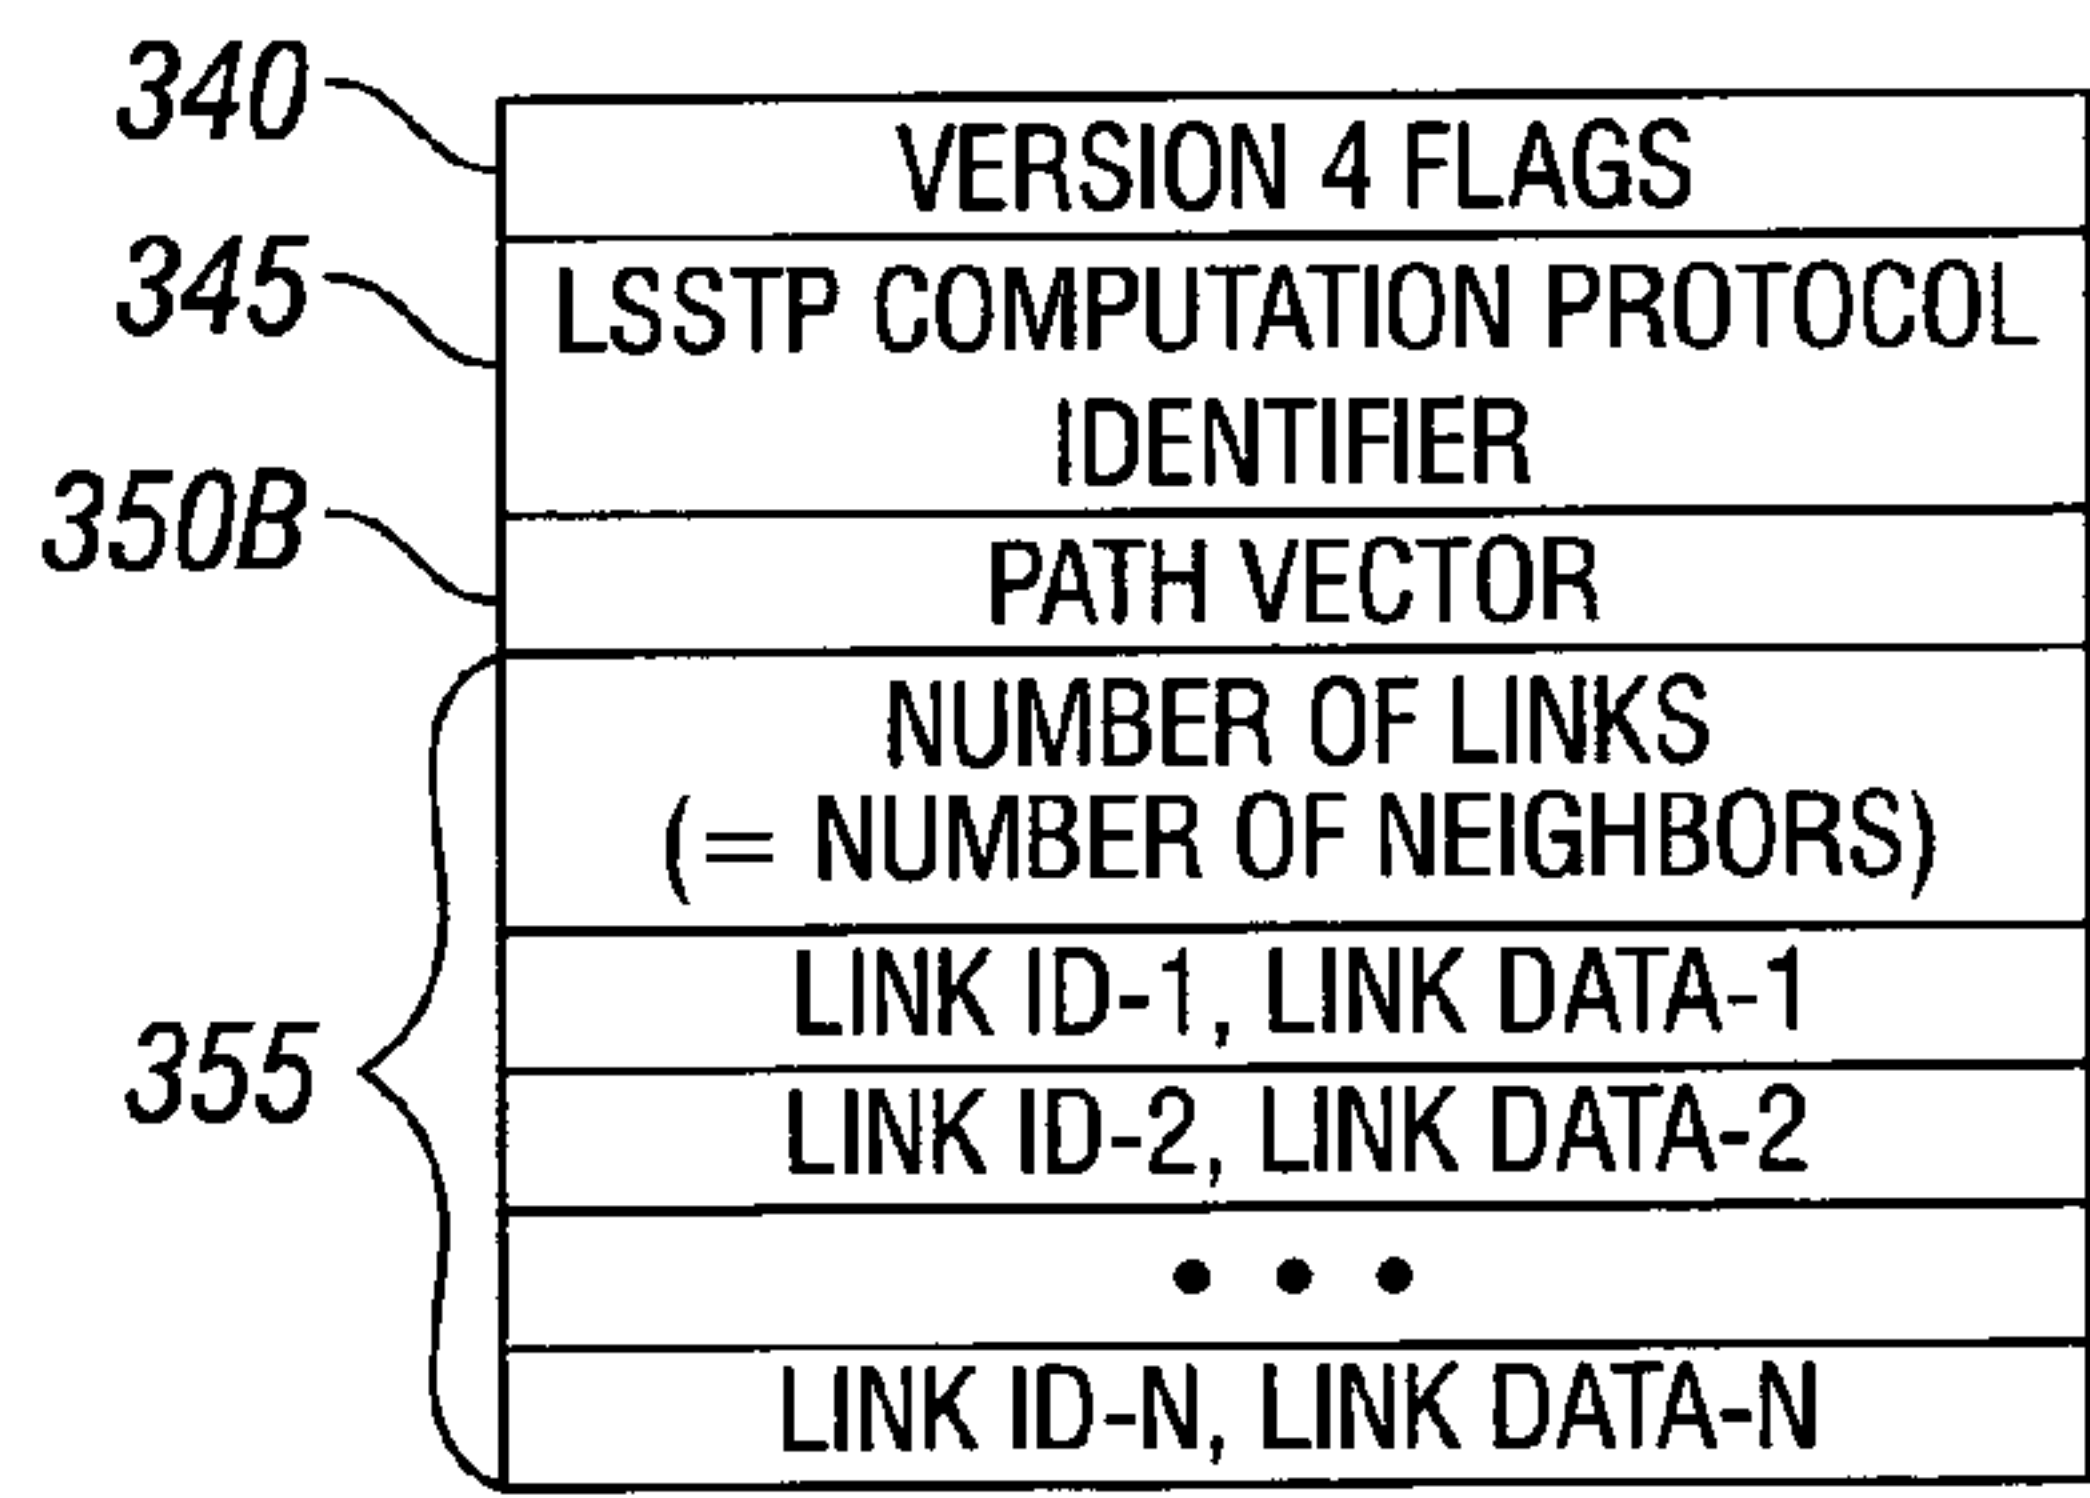 340
VERSION 4 FLAGS
345
LSSTP COMPUTATION PROTOCOL
IDENTIFIER
350B
PATH VECTOR
NUMBER OF LINKS
(= NUMBER OF NEIGHBORS)
355
LINK ID-1, LINK DATA-1
LINK ID-2, LINK DATA-2
• • •
LINK ID-N, LINK DATA-N